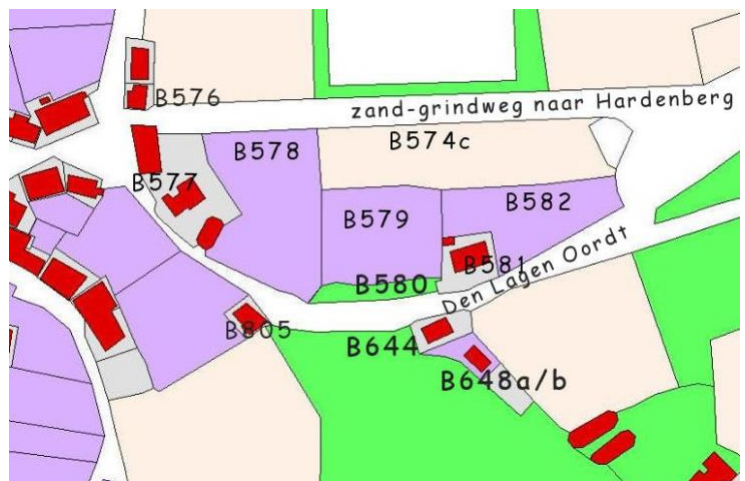 B576
zand-grindweg naar Hardenberg
B574c
B578
B577
B582
B579
B581
B580
Den Lagen Oordt
B805
B644
B648a/b